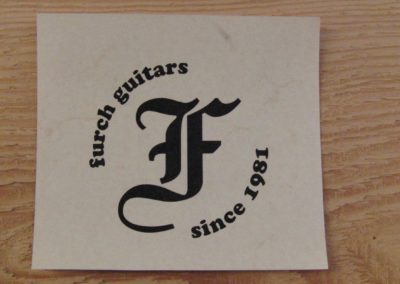 furch guitars
F
since 1981